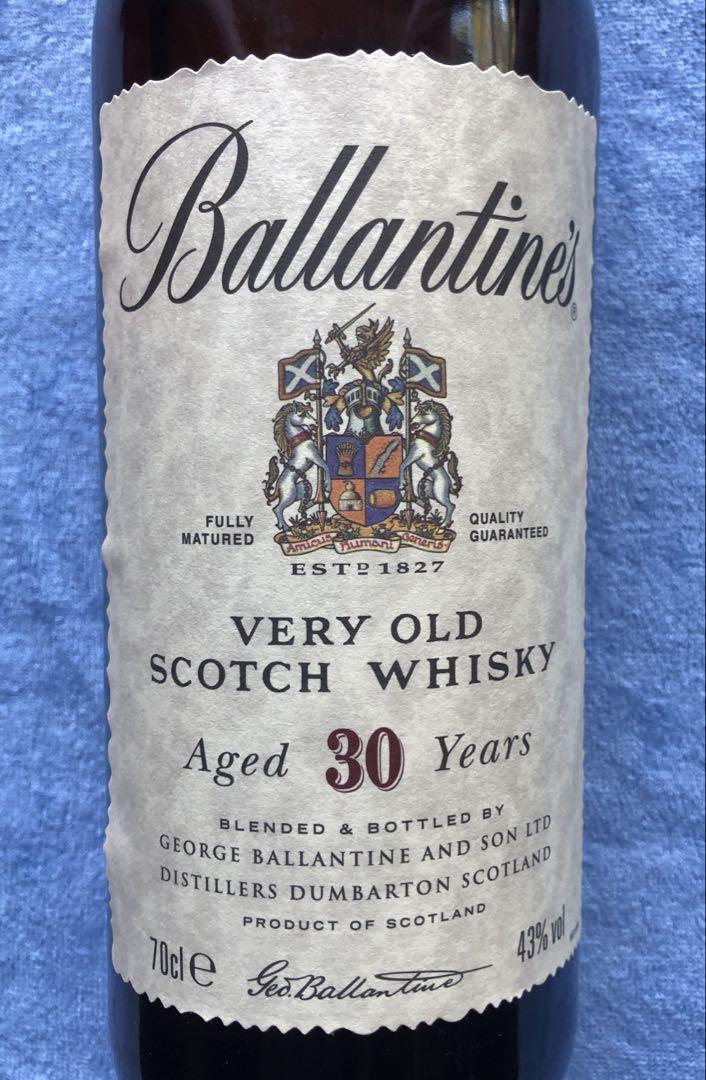 Ballantine's®
Amicus Humani Generis
FULLY
MATURED
QUALITY
GUARANTEED
ESTD 1827
VERY OLD
SCOTCH WHISKY
Aged 30 Years
BLENDED & BOTTLED BY
GEORGE BALLANTINE AND SON LTD
DISTILLERS DUMBARTON SCOTLAND
PRODUCT OF SCOTLAND
70cl e
43% vol
Geo. Ballantine